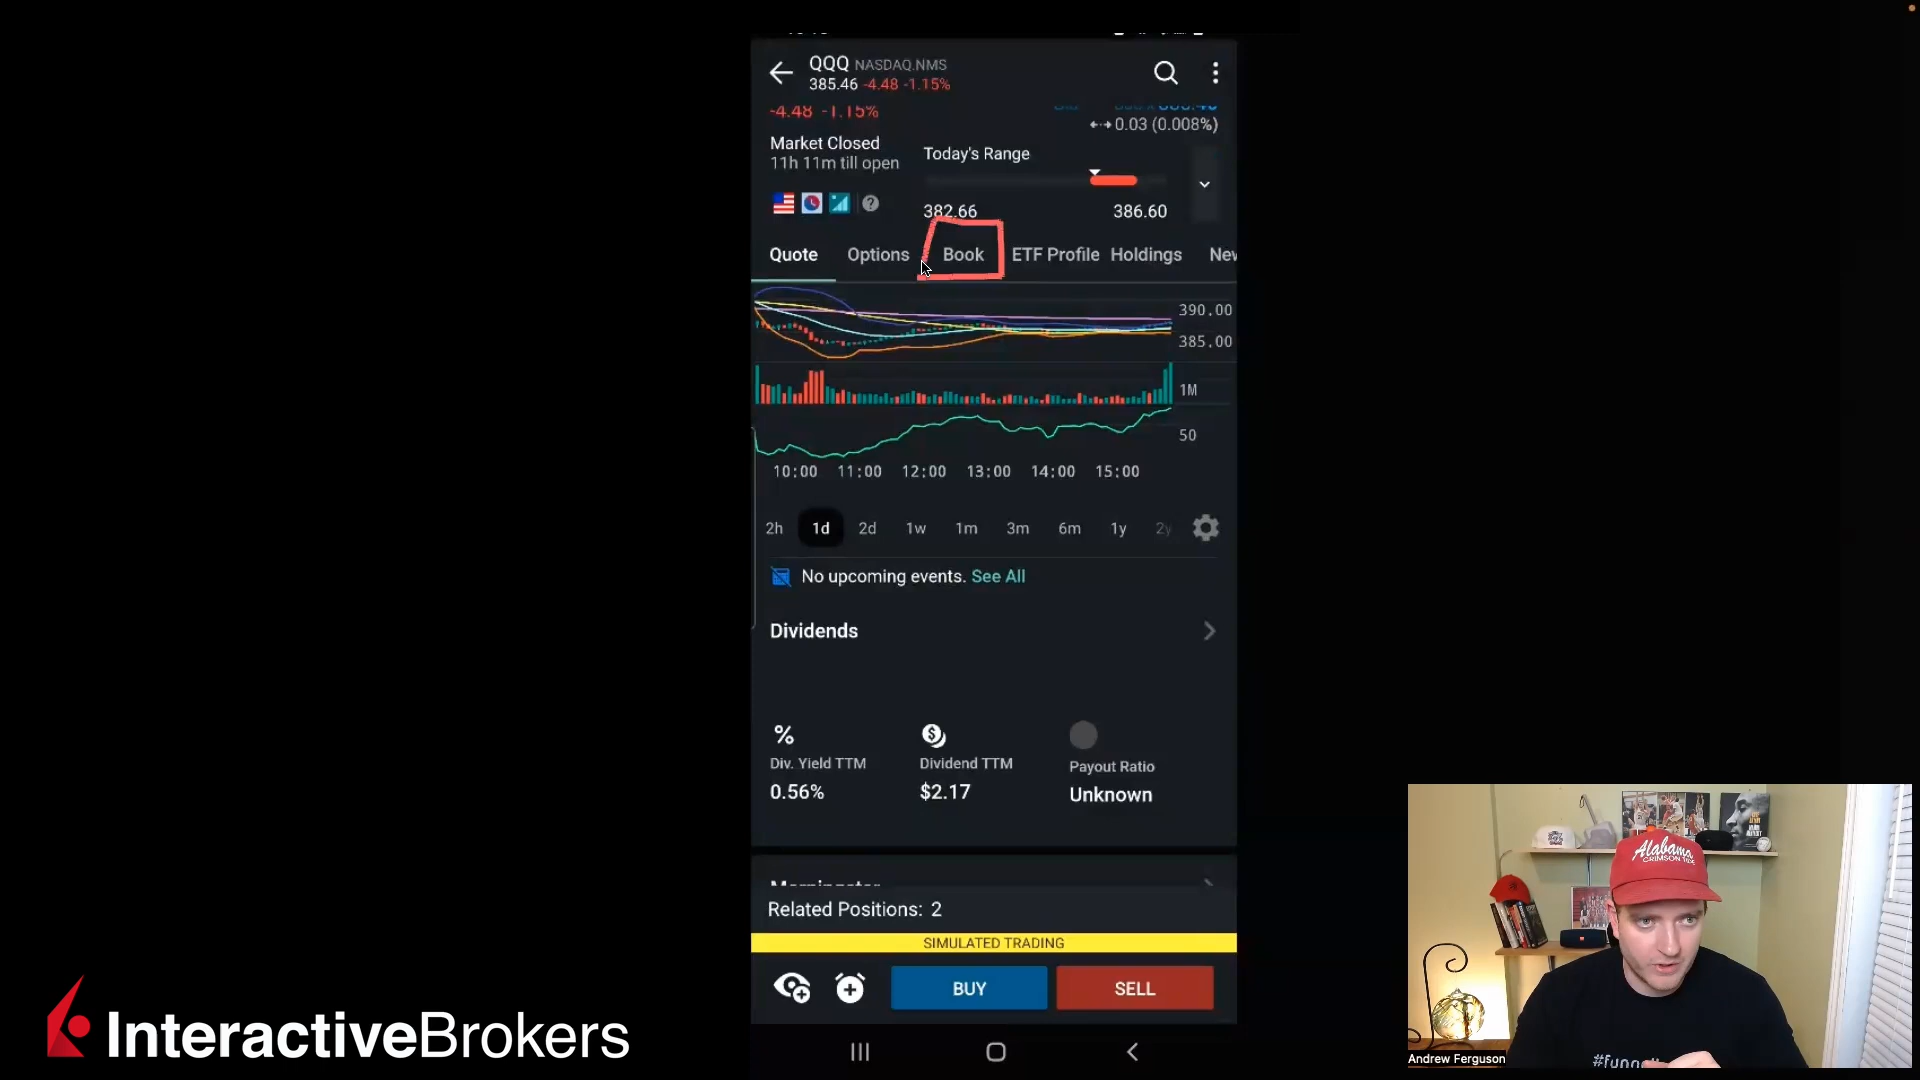 QQQ NASDAQ.NMS
385.46 -4.48 -1.15%
-4.48 -1.15%
0.03 (0.008%)
Market Closed
11h 11m till open
Today's Range
382.66 386.60
Quote Options Book ETF Profile Holdings
390.00
385.00
1M
50
10:00 11:00 12:00 13:00 14:00 15:00
2h 1d 2d 1w 1m 3m 6m 1y 2y
No upcoming events. See All
Dividends
%
Div. Yield TTM
0.56%
$
Dividend TTM
$2.17
Payout Ratio
Unknown
Related Positions: 2
SIMULATED TRADING
BUY SELL
InteractiveBrokers
Alabama
CRIMSON TIDE
Andrew Ferguson